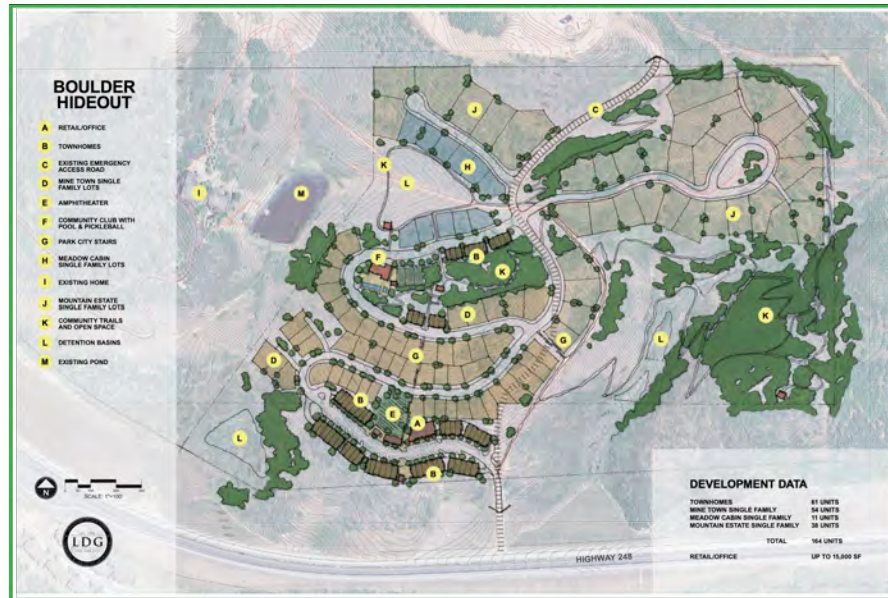 BOULDER
HIDEOUT
A RETAIL/OFFICE
B TOWNHOMES
C EXISTING EMERGENCY
ACCESS ROAD
D MINE TOWN SINGLE
FAMILY LOTS
E AMPHITHEATER
F COMMUNITY CLUB WITH
POOL & PICKLEBALL
G PARK CITY STAIRS
H MEADOW CABIN
SINGLE FAMILY LOTS
I EXISTING HOME
J MOUNTAIN ESTATE
SINGLE FAMILY LOTS
K COMMUNITY TRAILS
AND OPEN SPACE
L DETENTION BASINS
M EXISTING POND
J
C
K
H
L
I
M
J
F
B
K
D
K
G
G
L
D
B
E
A
L
B
N
SCALE: 1"=100'
LDG
HIGHWAY 248
DEVELOPMENT DATA
TOWNHOMES 61 UNITS
MINE TOWN SINGLE FAMILY 54 UNITS
MEADOW CABIN SINGLE FAMILY 11 UNITS
MOUNTAIN ESTATE SINGLE FAMILY 38 UNITS
TOTAL 164 UNITS
RETAIL/OFFICE UP TO 15,000 SF